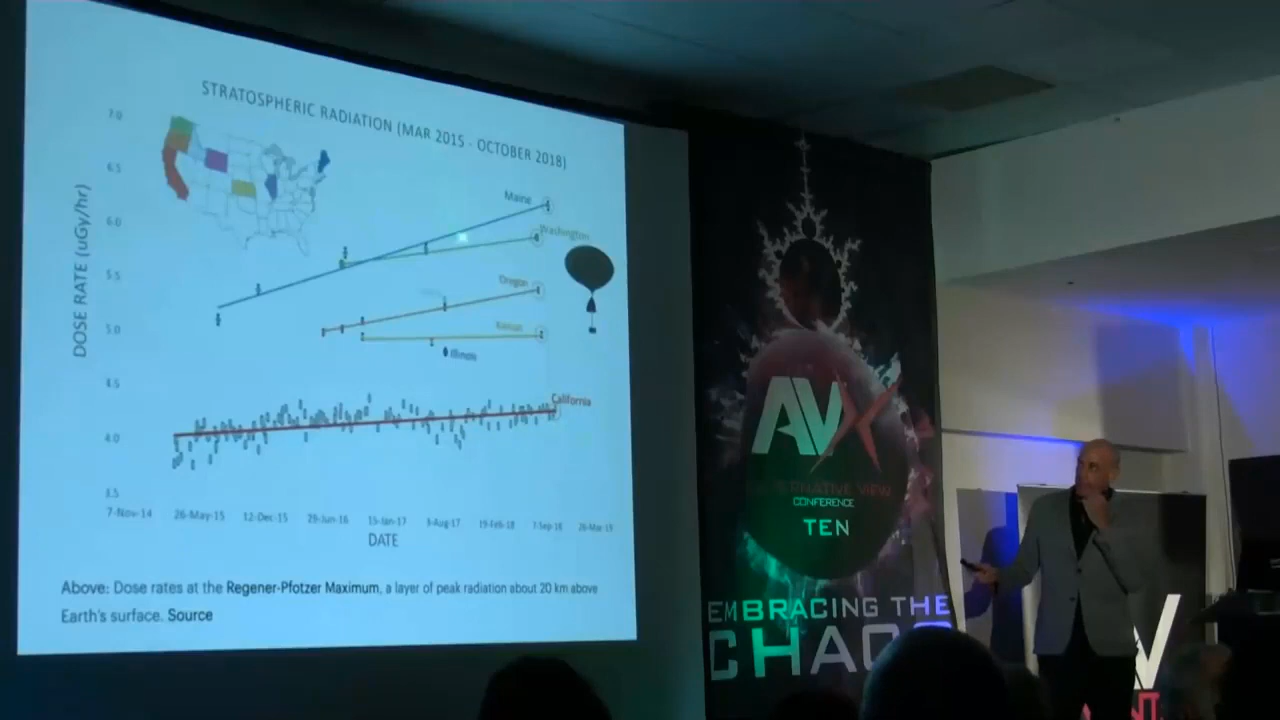 STRATOSPHERIC RADIATION (MAR 2015 - OCTOBER 2018)
7.0
6.5
6.0
5.5
5.0
4.5
4.0
3.5
DOSE RATE (uGy/hr)
Maine
Washington
Oregon
Kansas
Illinois
California
7-Nov-14 26-May-15 12-Dec-15 29-Jun-16 15-Jan-17 3-Aug-17 19-Feb-18 7-Sep-18 26-Mar-19
DATE
Above: Dose rates at the Regener-Pfotzer Maximum, a layer of peak radiation about 20 km above
Earth's surface. Source
AVX
CONFERENCE
TEN
EMBRACING THE
CHAO